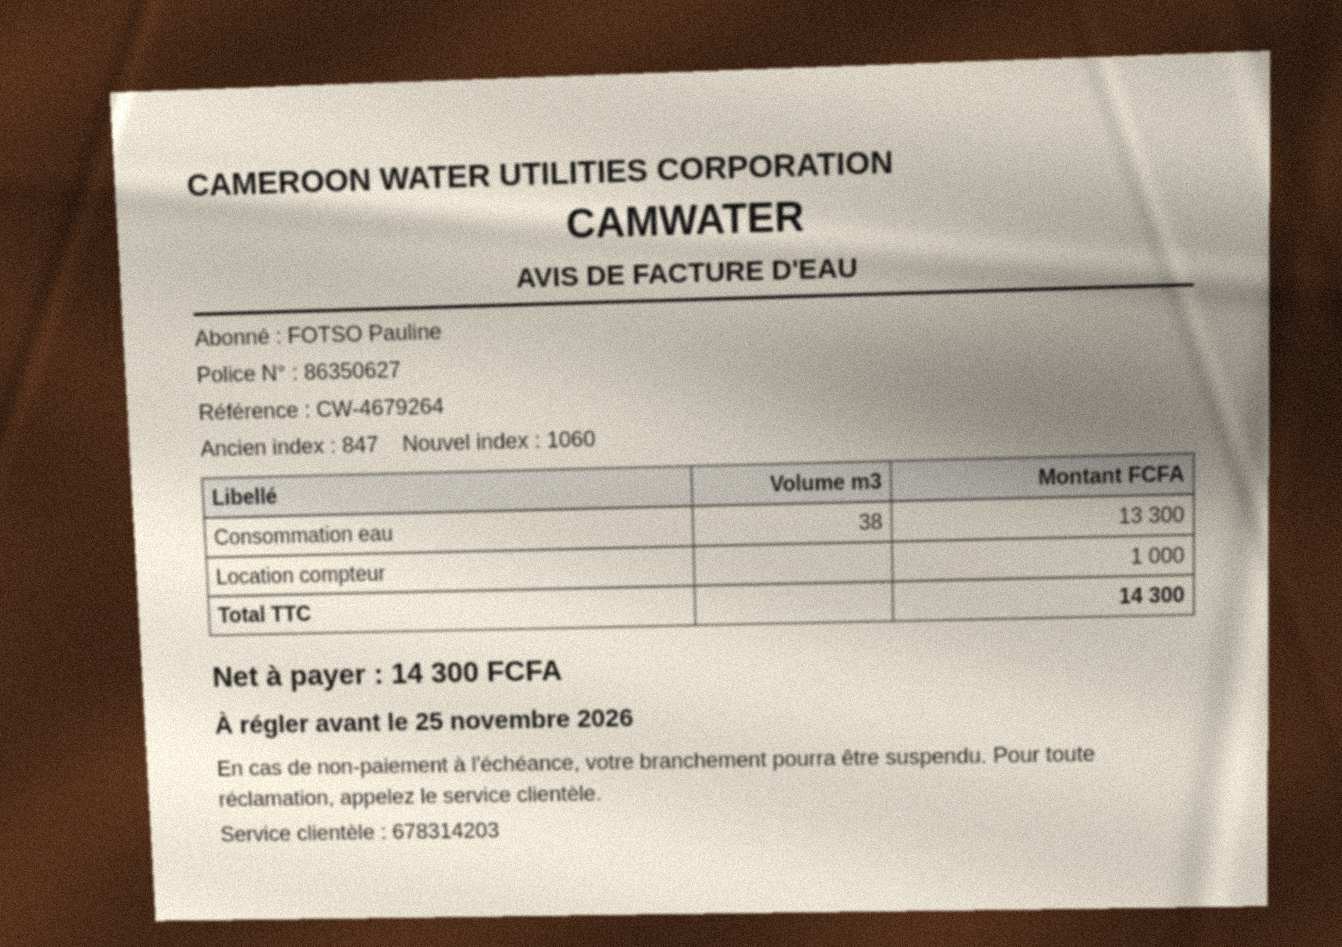 CAMEROON WATER UTILITIES CORPORATION
CAMWATER
AVIS DE FACTURE D'EAU
Abonné : FOTSO Pauline
Police N° : 86350627
Référence : CW-4679264
Ancien index : 847 Nouvel index : 1060
Libellé Volume m3 Montant FCFA
Consommation eau 38 13 300
Location compteur 1 000
Total TTC 14 300
Net à payer : 14 300 FCFA
À régler avant le 25 novembre 2026
En cas de non-paiement à l'échéance, votre branchement pourra être suspendu. Pour toute
réclamation, appelez le service clientèle.
Service clientèle : 678314203